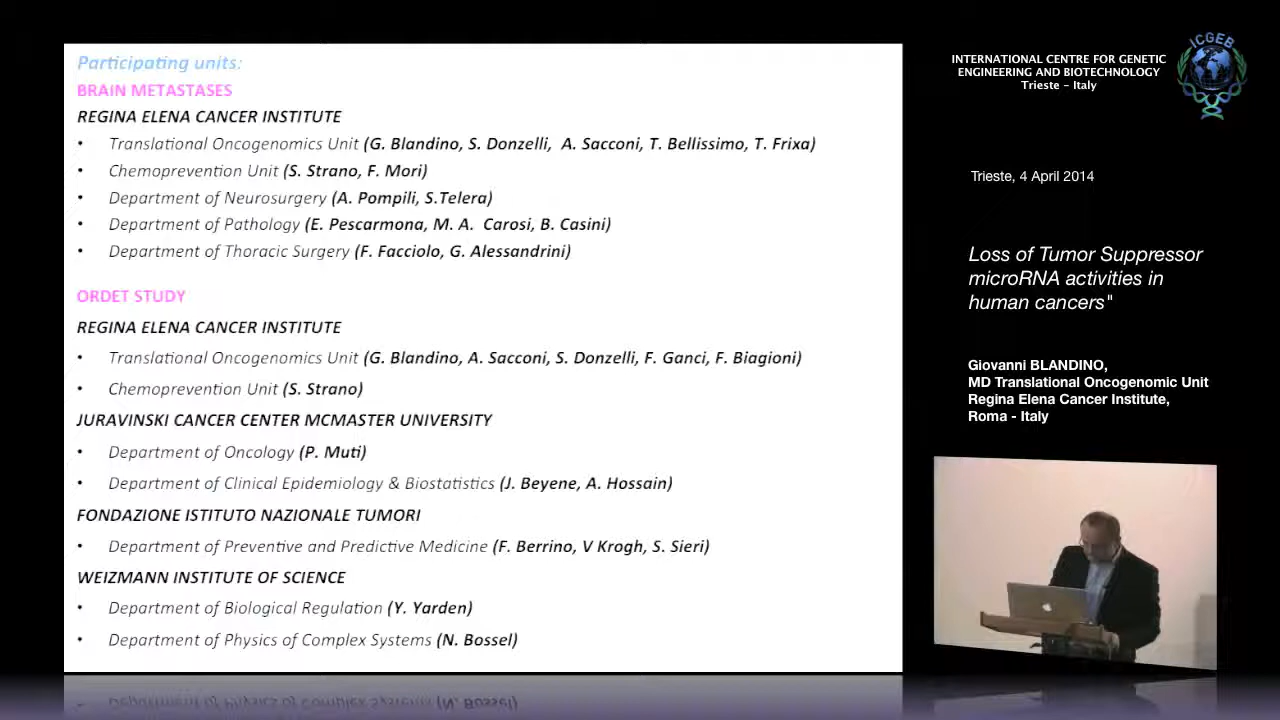 Participating units:
BRAIN METASTASES
REGINA ELENA CANCER INSTITUTE
• Translational Oncogenomics Unit (G. Blandino, S. Donzelli, A. Sacconi, T. Bellissimo, T. Frixa)
• Chemoprevention Unit (S. Strano, F. Mori)
• Department of Neurosurgery (A. Pompili, S.Telera)
• Department of Pathology (E. Pescarmona, M. A. Carosi, B. Casini)
• Department of Thoracic Surgery (F. Facciolo, G. Alessandrini)
ORDET STUDY
REGINA ELENA CANCER INSTITUTE
• Translational Oncogenomics Unit (G. Blandino, A. Sacconi, S. Donzelli, F. Ganci, F. Biagioni)
• Chemoprevention Unit (S. Strano)
JURAVINSKI CANCER CENTER MCMASTER UNIVERSITY
• Department of Oncology (P. Muti)
• Department of Clinical Epidemiology & Biostatistics (J. Beyene, A. Hossain)
FONDAZIONE ISTITUTO NAZIONALE TUMORI
• Department of Preventive and Predictive Medicine (F. Berrino, V Krogh, S. Sieri)
WEIZMANN INSTITUTE OF SCIENCE
• Department of Biological Regulation (Y. Yarden)
• Department of Physics of Complex Systems (N. Bossel)
INTERNATIONAL CENTRE FOR GENETIC
ENGINEERING AND BIOTECHNOLOGY
Trieste - Italy
ICGEB
Trieste, 4 April 2014
Loss of Tumor Suppressor
microRNA activities in
human cancers"
Giovanni BLANDINO,
MD Translational Oncogenomic Unit
Regina Elena Cancer Institute,
Roma - Italy